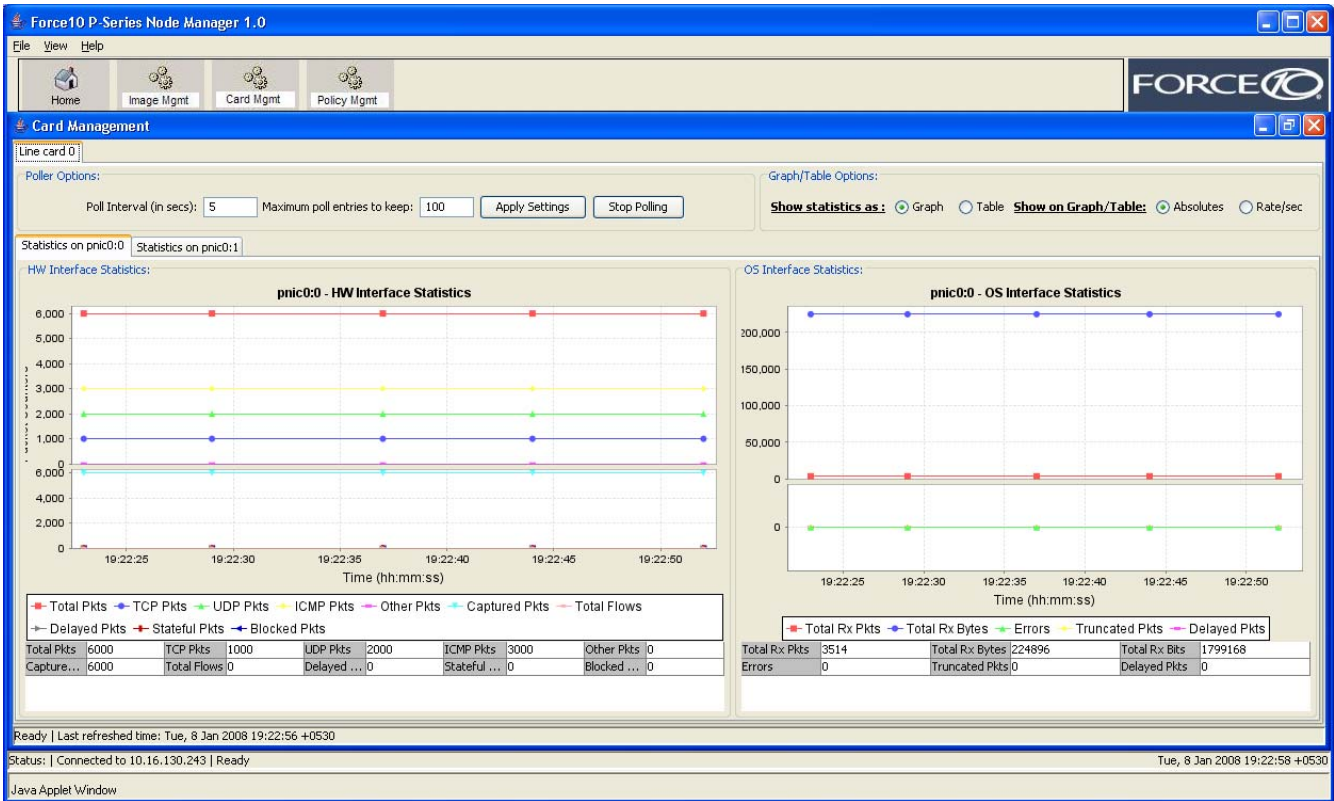 Force10 P-Series Node Manager 1.0
File View Help
Home
Image Mgmt
Card Mgmt
Policy Mgmt
FORCE10
Card Management
Line card 0
Poller Options:
Poll Interval (in secs): 5 Maximum poll entries to keep: 100 Apply Settings Stop Polling
Graph/Table Options:
Show statistics as : Graph Table Show on Graph/Table: Absolutes Rate/sec
Statistics on pnic0:0 Statistics on pnic0:1
HW Interface Statistics:
pnic0:0 - HW Interface Statistics
6,000
5,000
4,000
3,000
2,000
1,000
0
6,000
4,000
2,000
0
19:22:25 19:22:30 19:22:35 19:22:40 19:22:45 19:22:50
Time (hh:mm:ss)
Total Pkts TCP Pkts UDP Pkts ICMP Pkts Other Pkts Captured Pkts Total Flows
Delayed Pkts Stateful Pkts Blocked Pkts
Total Pkts 6000 TCP Pkts 1000 UDP Pkts 2000 ICMP Pkts 3000 Other Pkts 0
Capture... 6000 Total Flows 0 Delayed ... 0 Stateful ... 0 Blocked ... 0
OS Interface Statistics:
pnic0:0 - OS Interface Statistics
200,000
150,000
100,000
50,000
0
0
19:22:25 19:22:30 19:22:35 19:22:40 19:22:45 19:22:50
Time (hh:mm:ss)
Total Rx Pkts Total Rx Bytes Errors Truncated Pkts Delayed Pkts
Total Rx Pkts 3514 Total Rx Bytes 224896 Total Rx Bits 1799168
Errors 0 Truncated Pkts 0 Delayed Pkts 0
Ready | Last refreshed time: Tue, 8 Jan 2008 19:22:56 +0530
Status: | Connected to 10.16.130.243 | Ready
Tue, 8 Jan 2008 19:22:58 +0530
Java Applet Window